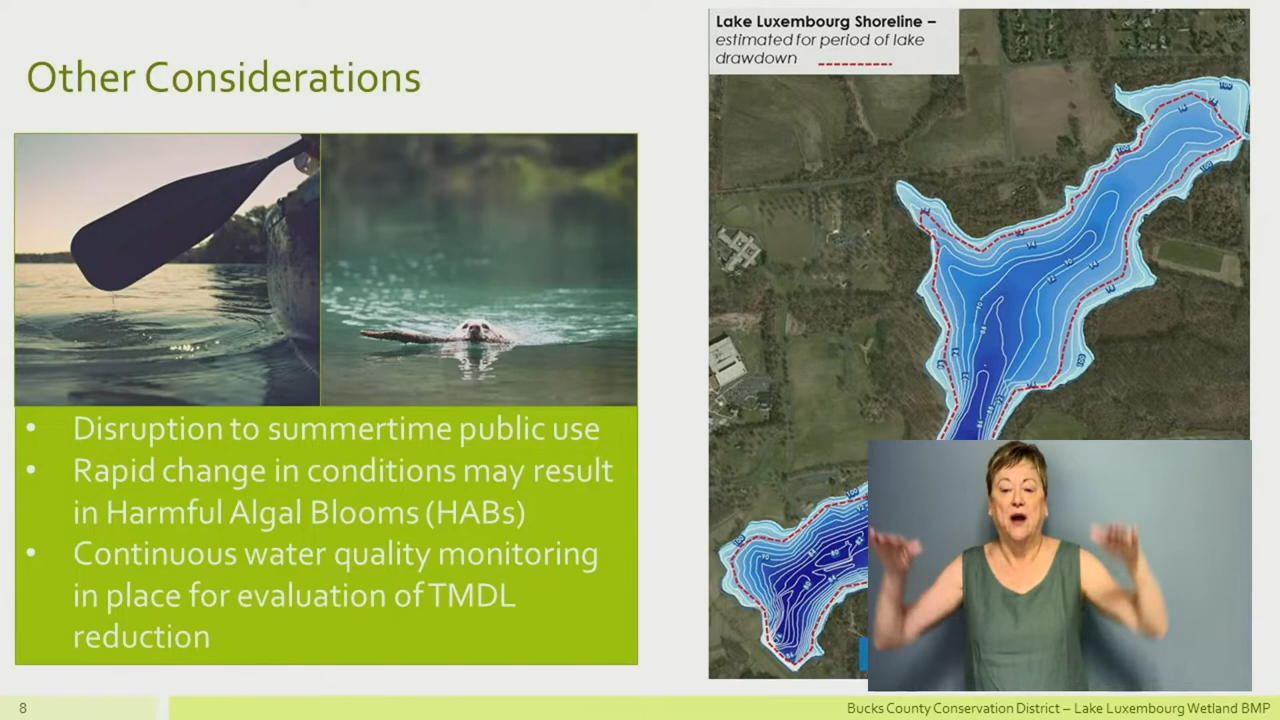 Other Considerations
Lake Luxembourg Shoreline –
estimated for period of lake
drawdown
• Disruption to summertime public use
• Rapid change in conditions may result
in Harmful Algal Blooms (HABs)
• Continuous water quality monitoring
in place for evaluation of TMDL
reduction
8
Bucks County Conservation District – Lake Luxembourg Wetland BMP